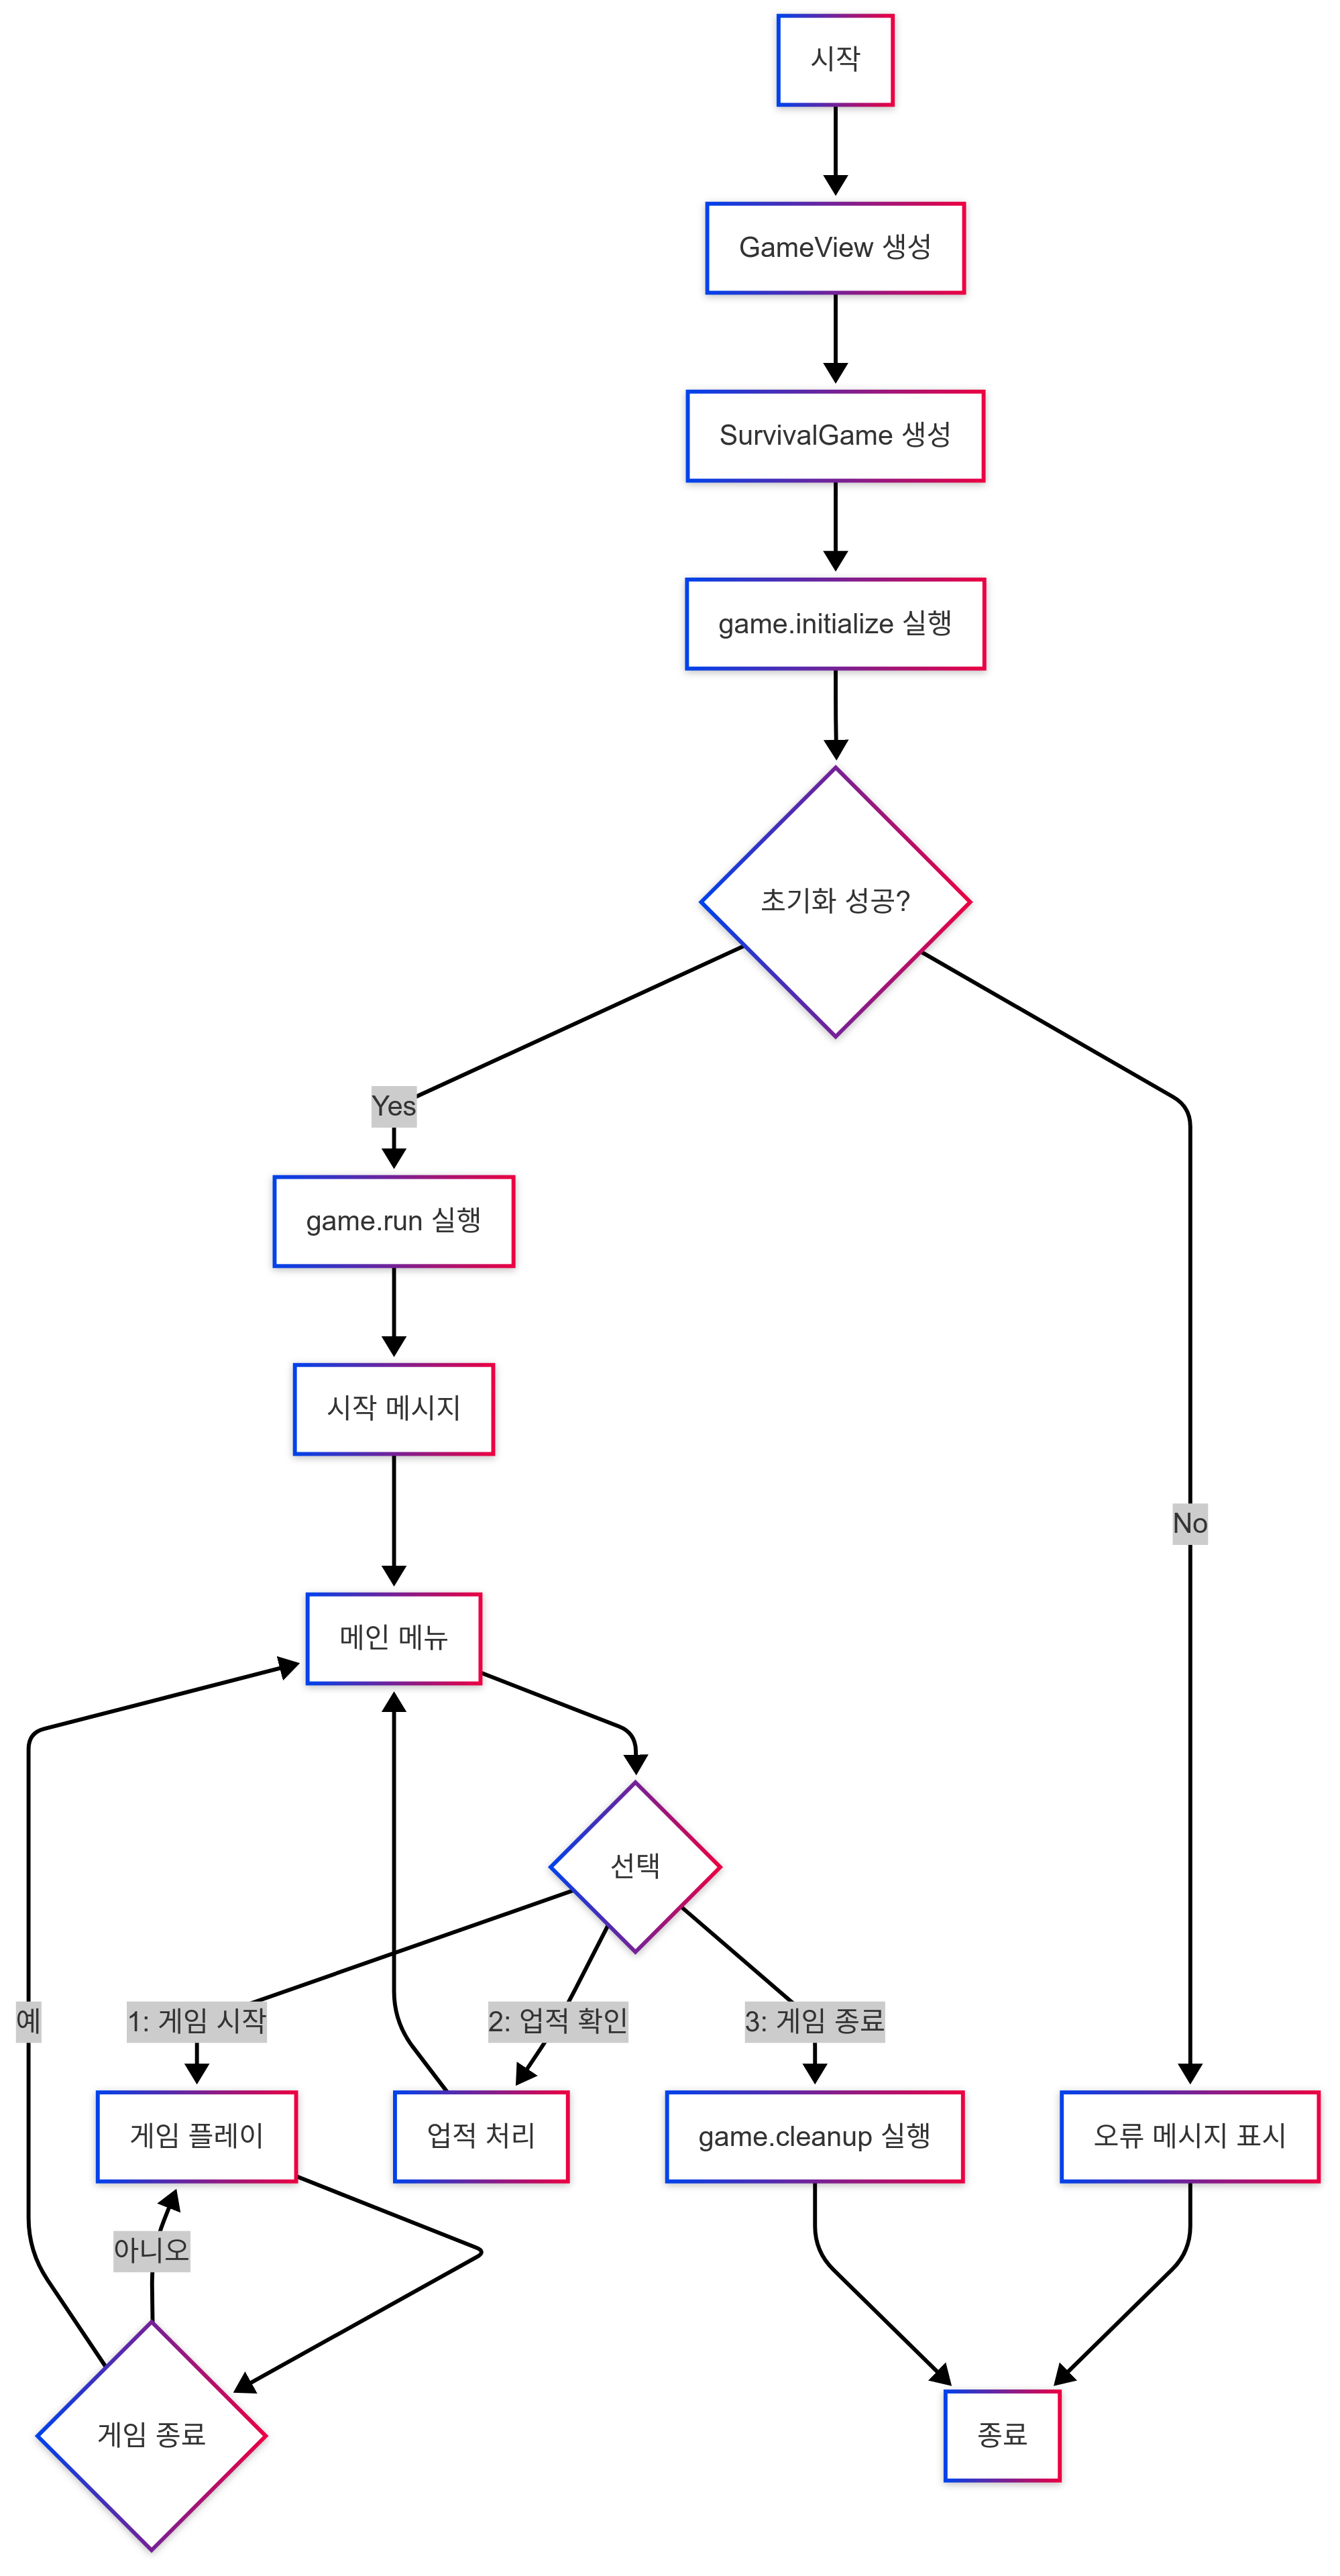 시작
GameView 생성
SurvivalGame 생성
game.initialize 실행
초기화 성공?
Yes
game.run 실행
시작 메시지
No
메인 메뉴
선택
예
1: 게임 시작
2: 업적 확인
3: 게임 종료
게임 플레이
업적 처리
game.cleanup 실행
오류 메시지 표시
아니오
게임 종료
종료